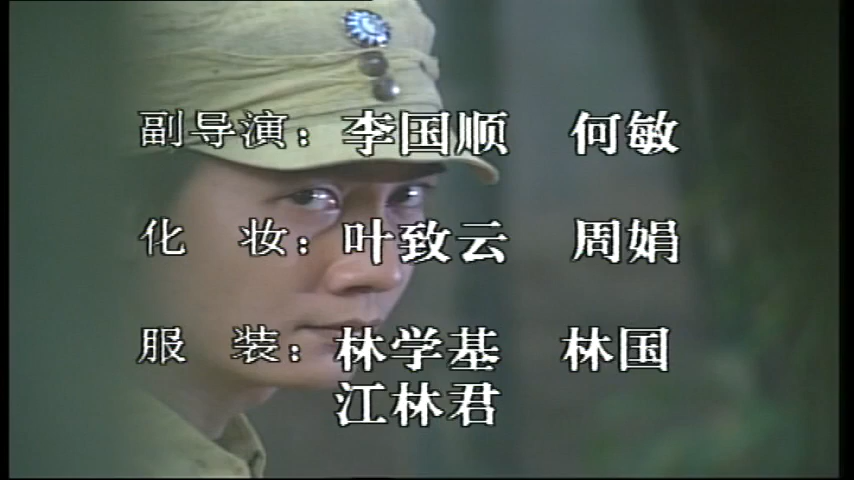 副导演：李国顺 何敏
化 妆：叶致云 周娟
服 装：林学基 林国
江林君